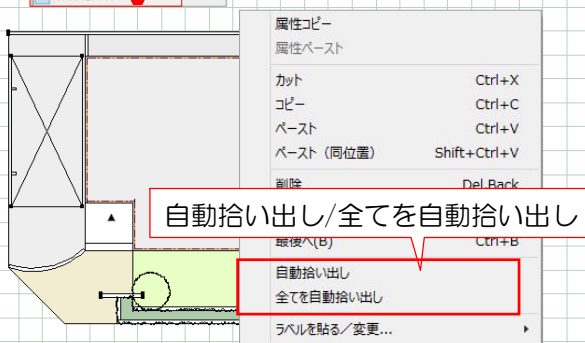 属性コピー
属性ペースト
カット Ctrl+X
コピー Ctrl+C
ペースト Ctrl+V
ペースト（同位置） Shift+Ctrl+V
削除 Del,Back
自動拾い出し/全てを自動拾い出し
最後へ(B) Ctrl+B
自動拾い出し
全てを自動拾い出し
ラベルを貼る／変更...